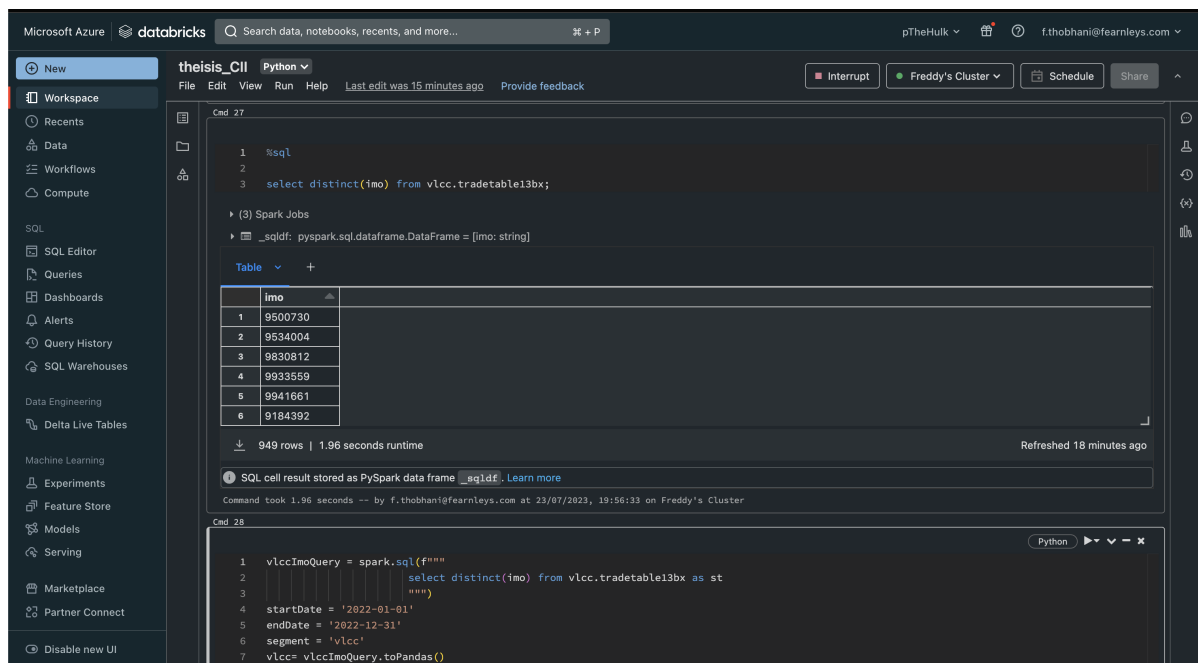 Microsoft Azure databricks Search data, notebooks, recents, and more... ⌘ + P pTheHulk f.thobhani@fearnleys.com
New
Workspace
Recents
Data
Workflows
Compute
SQL
SQL Editor
Queries
Dashboards
Alerts
Query History
SQL Warehouses
Data Engineering
Delta Live Tables
Machine Learning
Experiments
Feature Store
Models
Serving
Marketplace
Partner Connect
Disable new UI
theisis_CII Python
File Edit View Run Help Last edit was 15 minutes ago Provide feedback
Interrupt Freddy's Cluster Schedule Share
Cmd 27
1 %sql
2
3 select distinct(imo) from vlcc.tradetable13bx;
(3) Spark Jobs
_sqldf: pyspark.sql.dataframe.DataFrame = [imo: string]
Table +
imo
1 9500730
2 9534004
3 9830812
4 9933559
5 9941661
6 9184392
949 rows | 1.96 seconds runtime Refreshed 18 minutes ago
SQL cell result stored as PySpark data frame _sqldf. Learn more
Command took 1.96 seconds -- by f.thobhani@fearnleys.com at 23/07/2023, 19:56:33 on Freddy's Cluster
Cmd 28
Python
1 vlccImoQuery = spark.sql(f"""
2 select distinct(imo) from vlcc.tradetable13bx as st
3 """)
4 startDate = '2022-01-01'
5 endDate = '2022-12-31'
6 segment = 'vlcc'
7 vlcc= vlccImoQuery.toPandas()